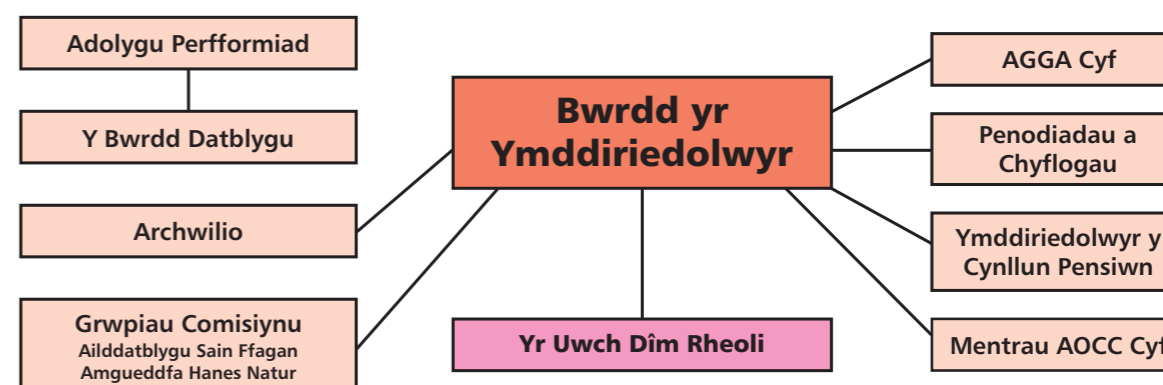 Adolygu Perfformiad
Y Bwrdd Datblygu
Archwilio
Grwpiau Comisiynu
Ailddatblygu Sain Ffagan
Amgueddfa Hanes Natur
Bwrdd yr
Ymddiriedolwyr
Yr Uwch Dîm Rheoli
AGGA Cyf
Penodiadau a
Chyflogau
Ymddiriedolwyr y
Cynllun Pensiwn
Mentrau AOCC Cyf